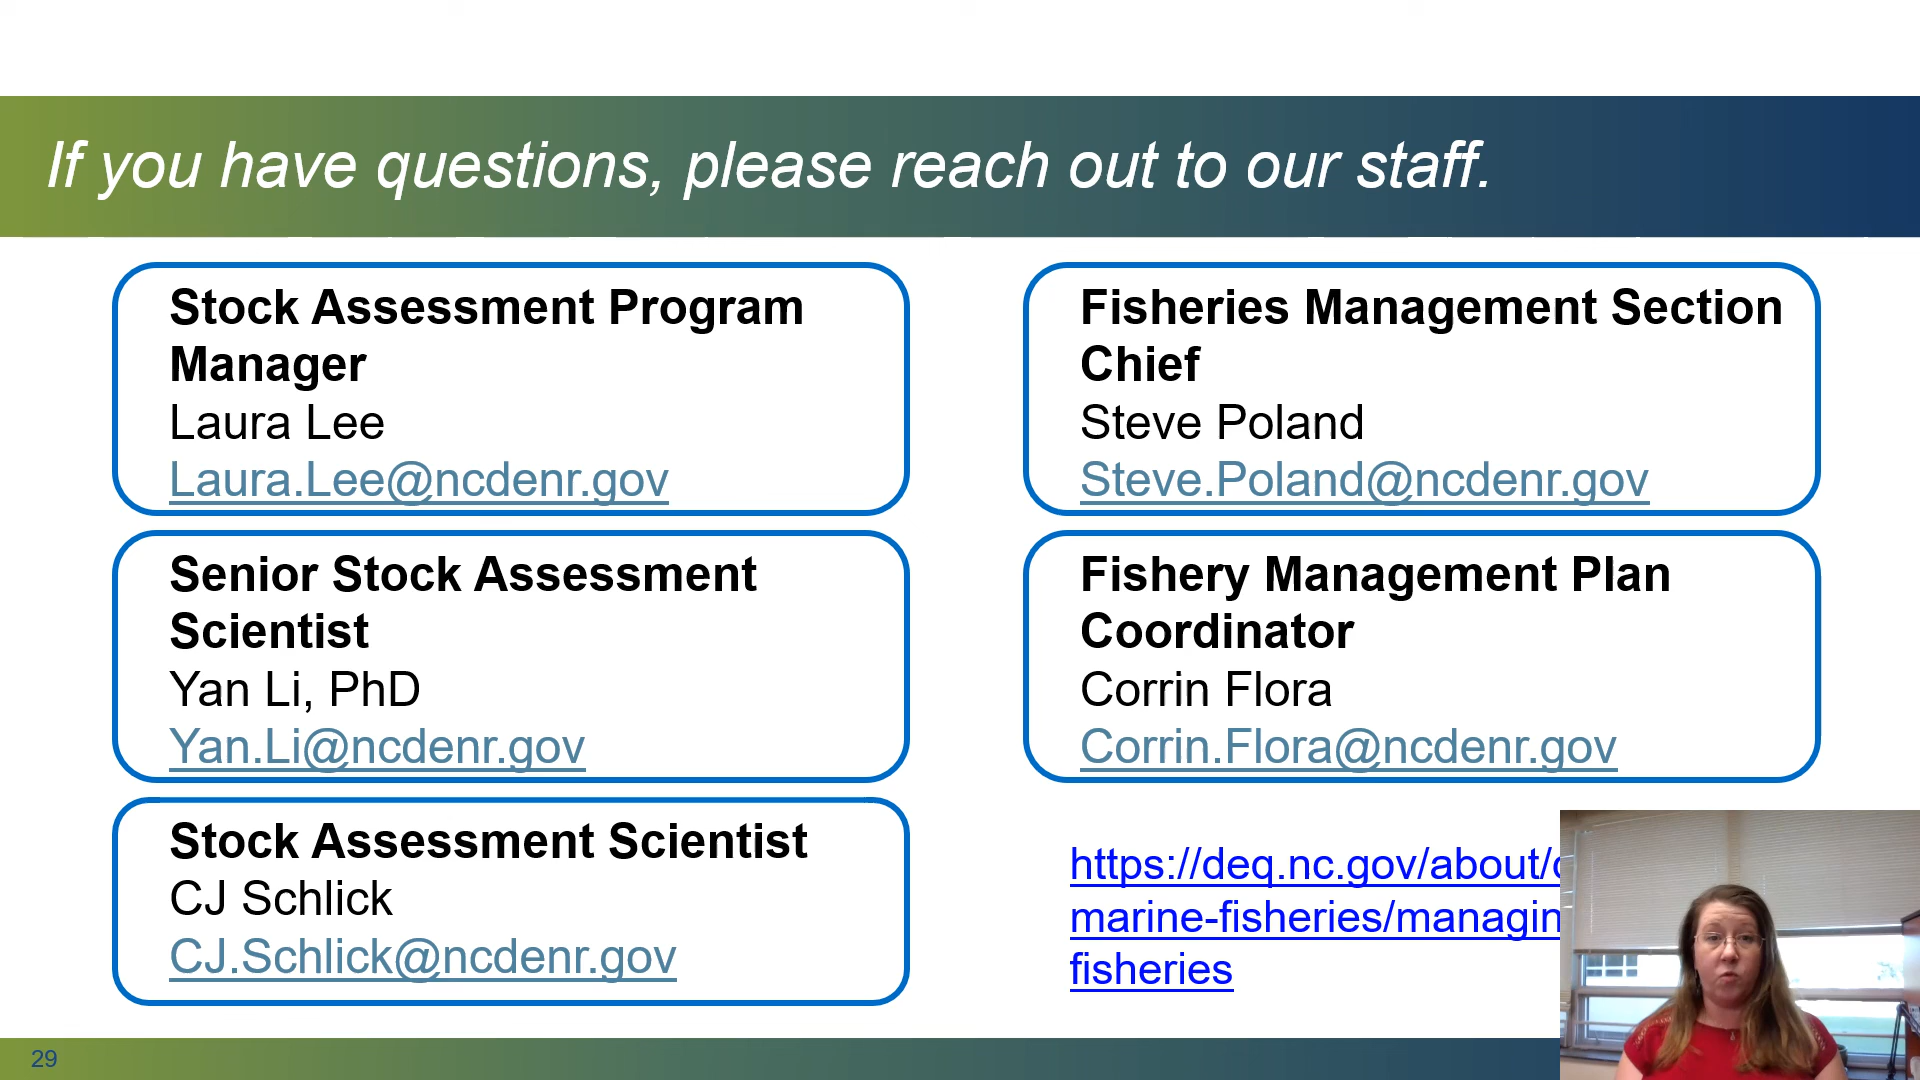 If you have questions, please reach out to our staff.
Stock Assessment Program
Manager
Laura Lee
Laura.Lee@ncdenr.gov
Senior Stock Assessment
Scientist
Yan Li, PhD
Yan.Li@ncdenr.gov
Stock Assessment Scientist
CJ Schlick
CJ.Schlick@ncdenr.gov
Fisheries Management Section
Chief
Steve Poland
Steve.Poland@ncdenr.gov
Fishery Management Plan
Coordinator
Corrin Flora
Corrin.Flora@ncdenr.gov
https://deq.nc.gov/about/
marine-fisheries/managin
fisheries
29